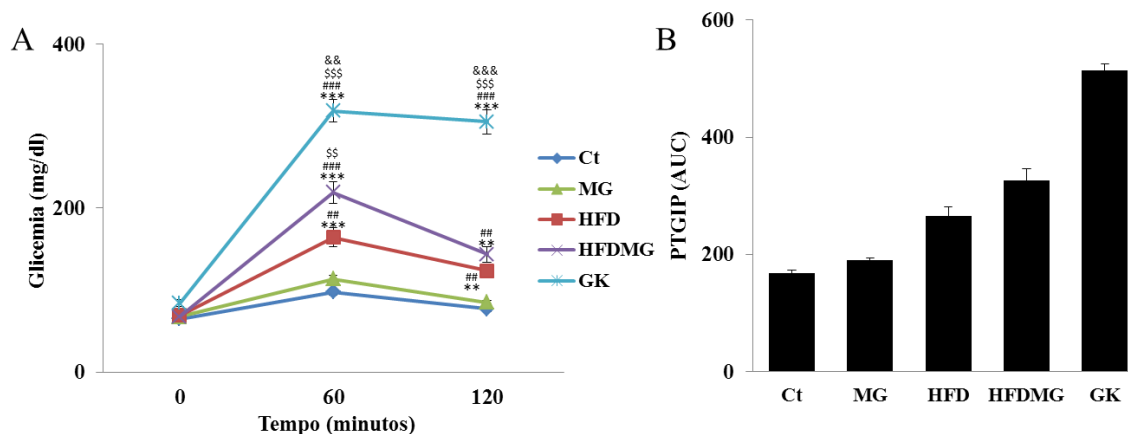 A
Glicemia (mg/dl)
400
200
0
&&
$$$
###
***
&&&
$$$
###
***
$$
###
***
##
***
##
**
##
**
0
60
120
Tempo (minutos)
Ct
MG
HFD
HFDMG
GK
B
PTGIP (AUC)
600
400
200
0
Ct
MG
HFD
HFDMG
GK